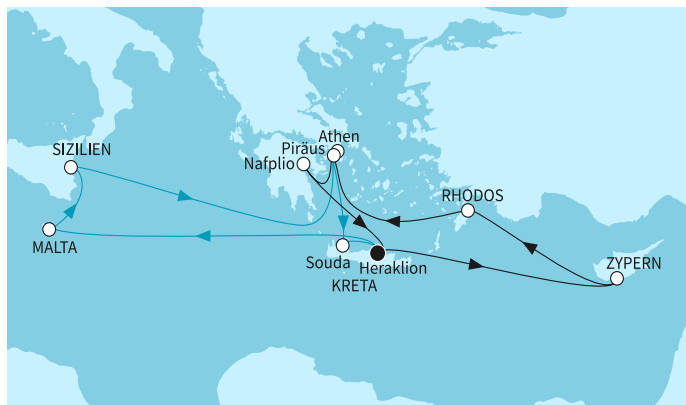 Athen
SIZILIEN
Piräus
Nafplio
RHODOS
MALTA
Souda
Heraklion
ZYPERN
KRETA